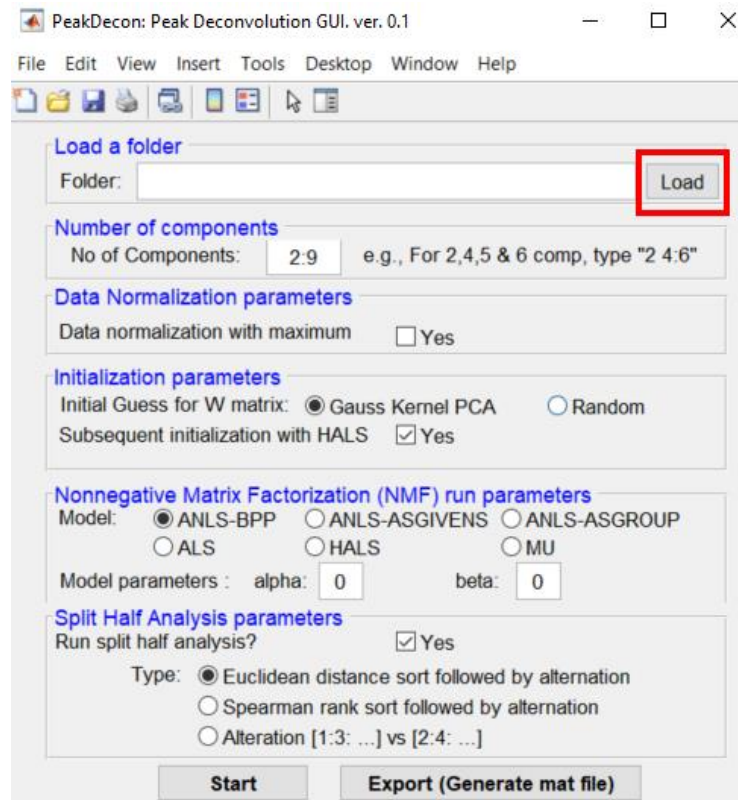 PeakDecon: Peak Deconvolution GUI. ver. 0.1
File Edit View Insert Tools Desktop Window Help
Load a folder
Folder: Load
Number of components
No of Components: 2:9 e.g., For 2,4,5 & 6 comp, type "2 4:6"
Data Normalization parameters
Data normalization with maximum Yes
Initialization parameters
Initial Guess for W matrix: Gauss Kernel PCA Random
Subsequent initialization with HALS Yes
Nonnegative Matrix Factorization (NMF) run parameters
Model: ANLS-BPP ANLS-ASGIVENS ANLS-ASGROUP
ALS HALS MU
Model parameters : alpha: 0 beta: 0
Split Half Analysis parameters
Run split half analysis? Yes
Type: Euclidean distance sort followed by alternation
Spearman rank sort followed by alternation
Alteration [1:3: ...] vs [2:4: ...]
Start Export (Generate mat file)